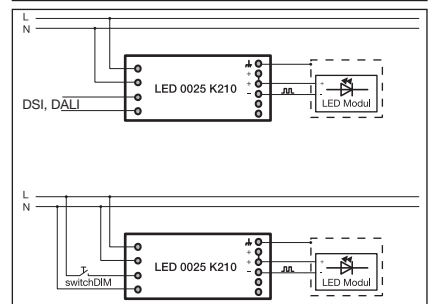 L
N
+
LED 0025 K210
+
+
DSI, DALI
-
-
LED Modul
L
N
+
LED 0025 K210
+
+
switchDIM
-
-
LED Modul